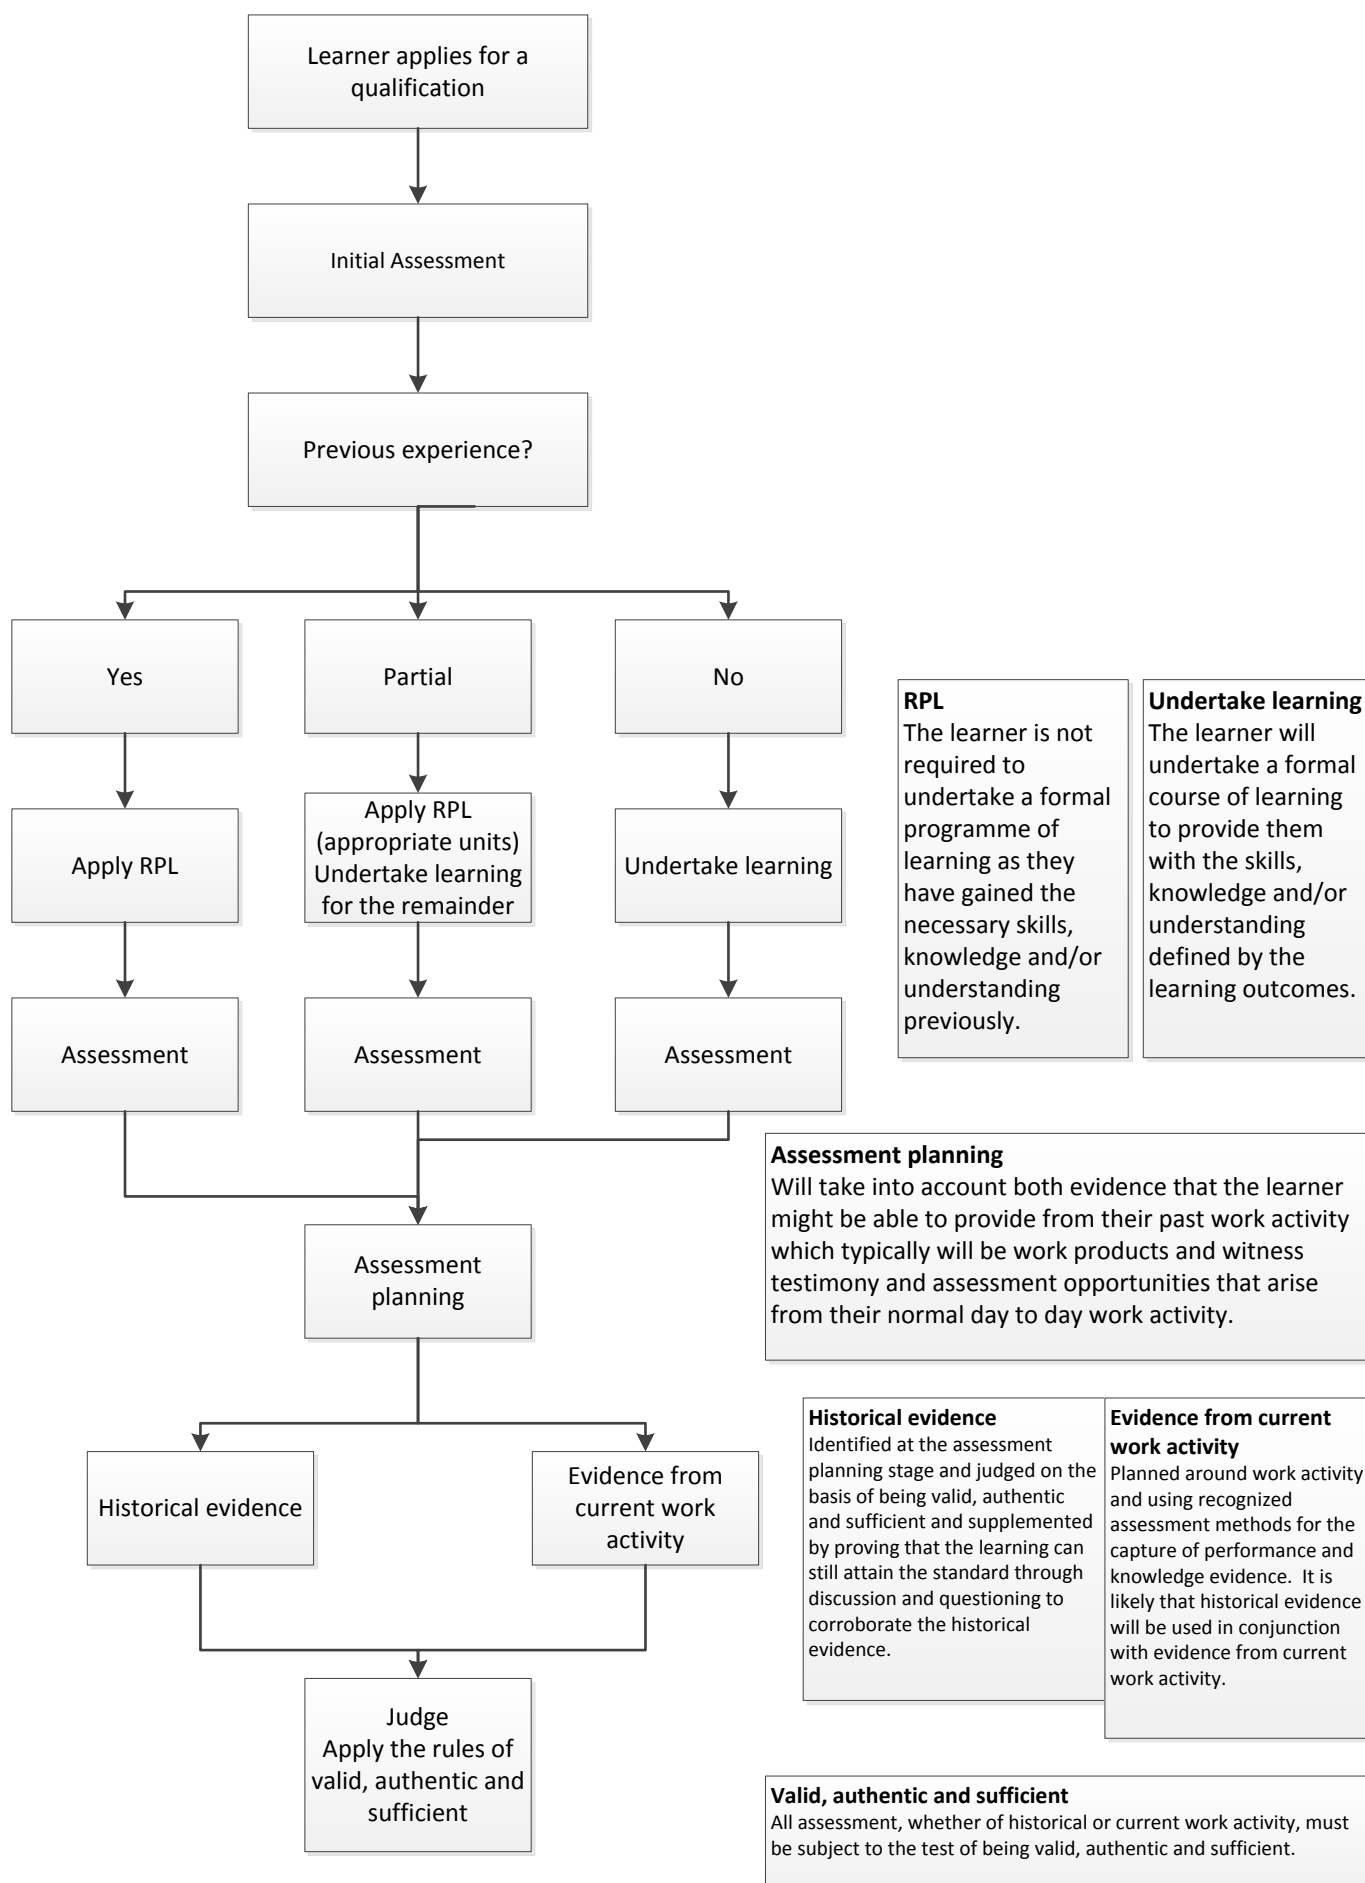 Learner applies for a
qualification
Initial Assessment
Previous experience?
Yes
Partial
No
Apply RPL
Apply RPL
(appropriate units)
Undertake learning
for the remainder
Undertake learning
Assessment
Assessment
Assessment
Assessment
planning
Historical evidence
Evidence from
current work
activity
Judge
Apply the rules of
valid, authentic and
sufficient
RPL
The learner is not
required to
undertake a formal
programme of
learning as they
have gained the
necessary skills,
knowledge and/or
understanding
previously.
Undertake learning
The learner will
undertake a formal
course of learning
to provide them
with the skills,
knowledge and/or
understanding
defined by the
learning outcomes.
Assessment planning
Will take into account both evidence that the learner
might be able to provide from their past work activity
which typically will be work products and witness
testimony and assessment opportunities that arise
from their normal day to day work activity.
Historical evidence
Identified at the assessment
planning stage and judged on the
basis of being valid, authentic
and sufficient and supplemented
by proving that the learning can
still attain the standard through
discussion and questioning to
corroborate the historical
evidence.
Evidence from current
work activity
Planned around work activity
and using recognized
assessment methods for the
capture of performance and
knowledge evidence.  It is
likely that historical evidence
will be used in conjunction
with evidence from current
work activity.
Valid, authentic and sufficient
All assessment, whether of historical or current work activity, must
be subject to the test of being valid, authentic and sufficient.